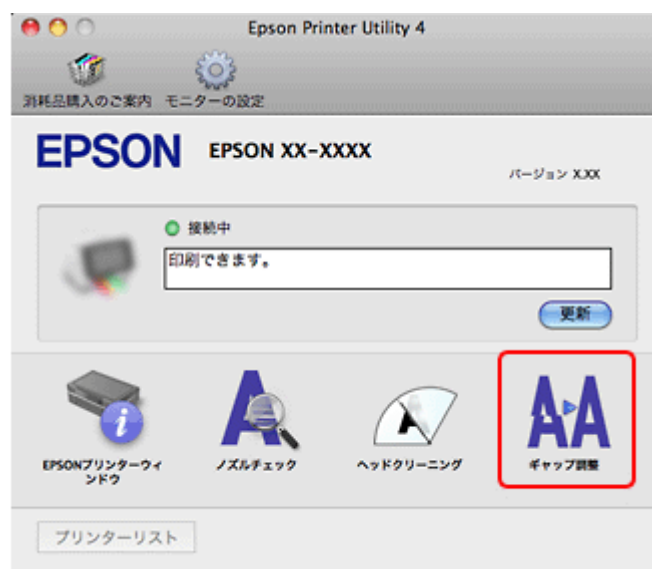 Epson Printer Utility 4
消耗品購入のご案内 モニターの設定
EPSON EPSON XX-XXXX
バージョン X.XX
接続中
印刷できます。
更新
EPSONプリンターウィ
ンドウ
ノズルチェック
ヘッドクリーニング
ギャップ調整
プリンターリスト